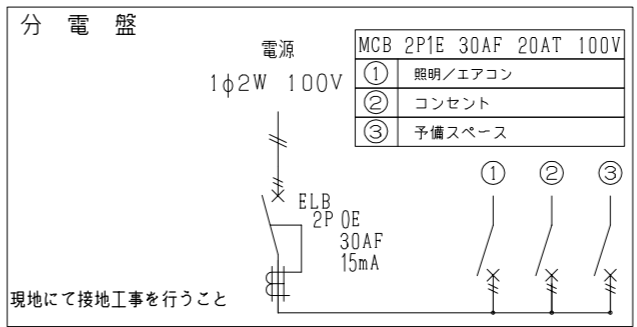 分 電 盤
電源
1φ2W 100V
MCB 2P1E 30AF 20AT 100V
① 照明/エアコン
② コンセント
③ 予備スペース
① ② ③
ELB
2P 0E
30AF
15mA
現地にて接地工事を行うこと